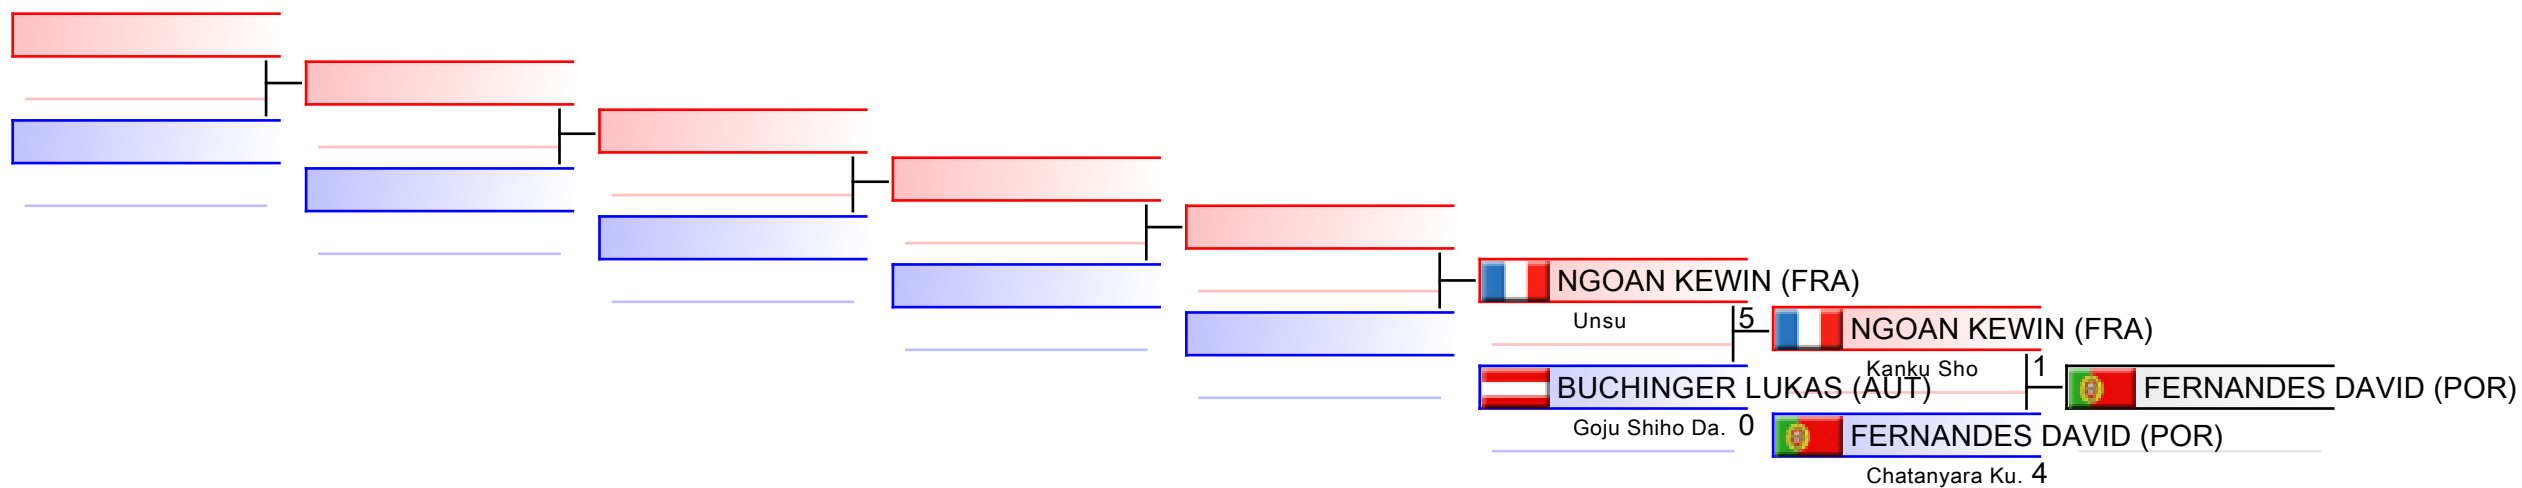 NGOAN KEWIN (FRA)
Unsu 5
BUCHINGER LUKAS (AUT)
Goju Shiho Da. 0
NGOAN KEWIN (FRA)
Kanku Sho 1
FERNANDES DAVID (POR)
Chatanyara Ku. 4
FERNANDES DAVID (POR)